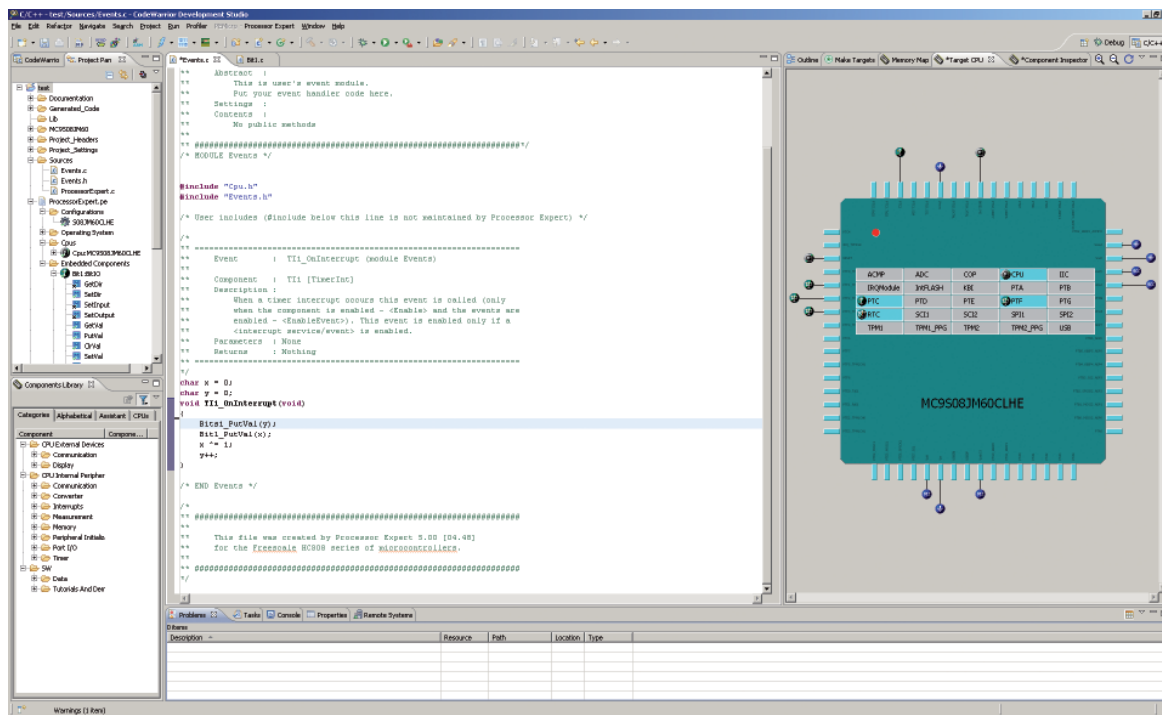 C/C++ - test/Sources/Events.c - CodeWarrior Development Studio
File Edit Refactor Navigate Search Project Run Profiler Processor Expert Window Help
Debug C/C++
CodeWarrio Project Pan
test
Documentation
Generated_Code
Lib
MC9S08JM60
Project_Headers
Project_Settings
Sources
Events.c
Events.h
ProcessorExpert.c
ProcessorExpert.pe
Configurations
S08JM60CLHE
Operating System
Cpus
Cpu:MC9S08JM60CLHE
Embedded Components
Bit1:BitIO
GetDir
SetDir
SetInput
SetOutput
GetVal
PutVal
ClrVal
SetVal
Components Library
Categories Alphabetical Assistant CPUs
Component Compone...
CPU External Devices
Communication
Display
CPU Internal Peripher
Communication
Converter
Interrupts
Measurement
Memory
Peripheral Initializ
Port I/O
Timer
SW
Data
Tutorials And Der
*Events.c Bit1.c
** Abstract :
** This is user's event module.
** Put your event handler code here.
** Settings :
** Contents :
** No public methods
**
** ###################################################################*/
/* MODULE Events */
#include "Cpu.h"
#include "Events.h"
/* User includes (#include below this line is not maintained by Processor Expert) */
/*
** ===================================================================
** Event : TI1_OnInterrupt (module Events)
**
** Component : TI1 [TimerInt]
** Description :
** When a timer interrupt occurs this event is called (only
** when the component is enabled - <Enable> and the events are
** enabled - <EnableEvent>). This event is enabled only if a
** <interrupt service/event> is enabled.
** Parameters : None
** Returns : Nothing
** ===================================================================
*/
char x = 0;
char y = 0;
void TI1_OnInterrupt(void)
{
Bits1_PutVal(y);
Bit1_PutVal(x);
x ^= 1;
y++;
}
/* END Events */
/*
** ###################################################################
**
** This file was created by Processor Expert 5.00 [04.48]
** for the Freescale HC808 series of microcontrollers.
**
** ###################################################################
*/
Outline Make Targets Memory Map *Target CPU *Component Inspector
ACMP ADC COP CPU IIC
IRQModule IntFLASH KBI PTA PTB
PTC PTD PTE PTF PTG
RTC SCI1 SCI2 SPI1 SPI2
TPM1 TPM1_PPG TPM2 TPM2_PPG USB
MC9S08JM60CLHE
Problems Tasks Console Properties Remote Systems
0 items
Description Resource Path Location Type
Warnings (1 item)